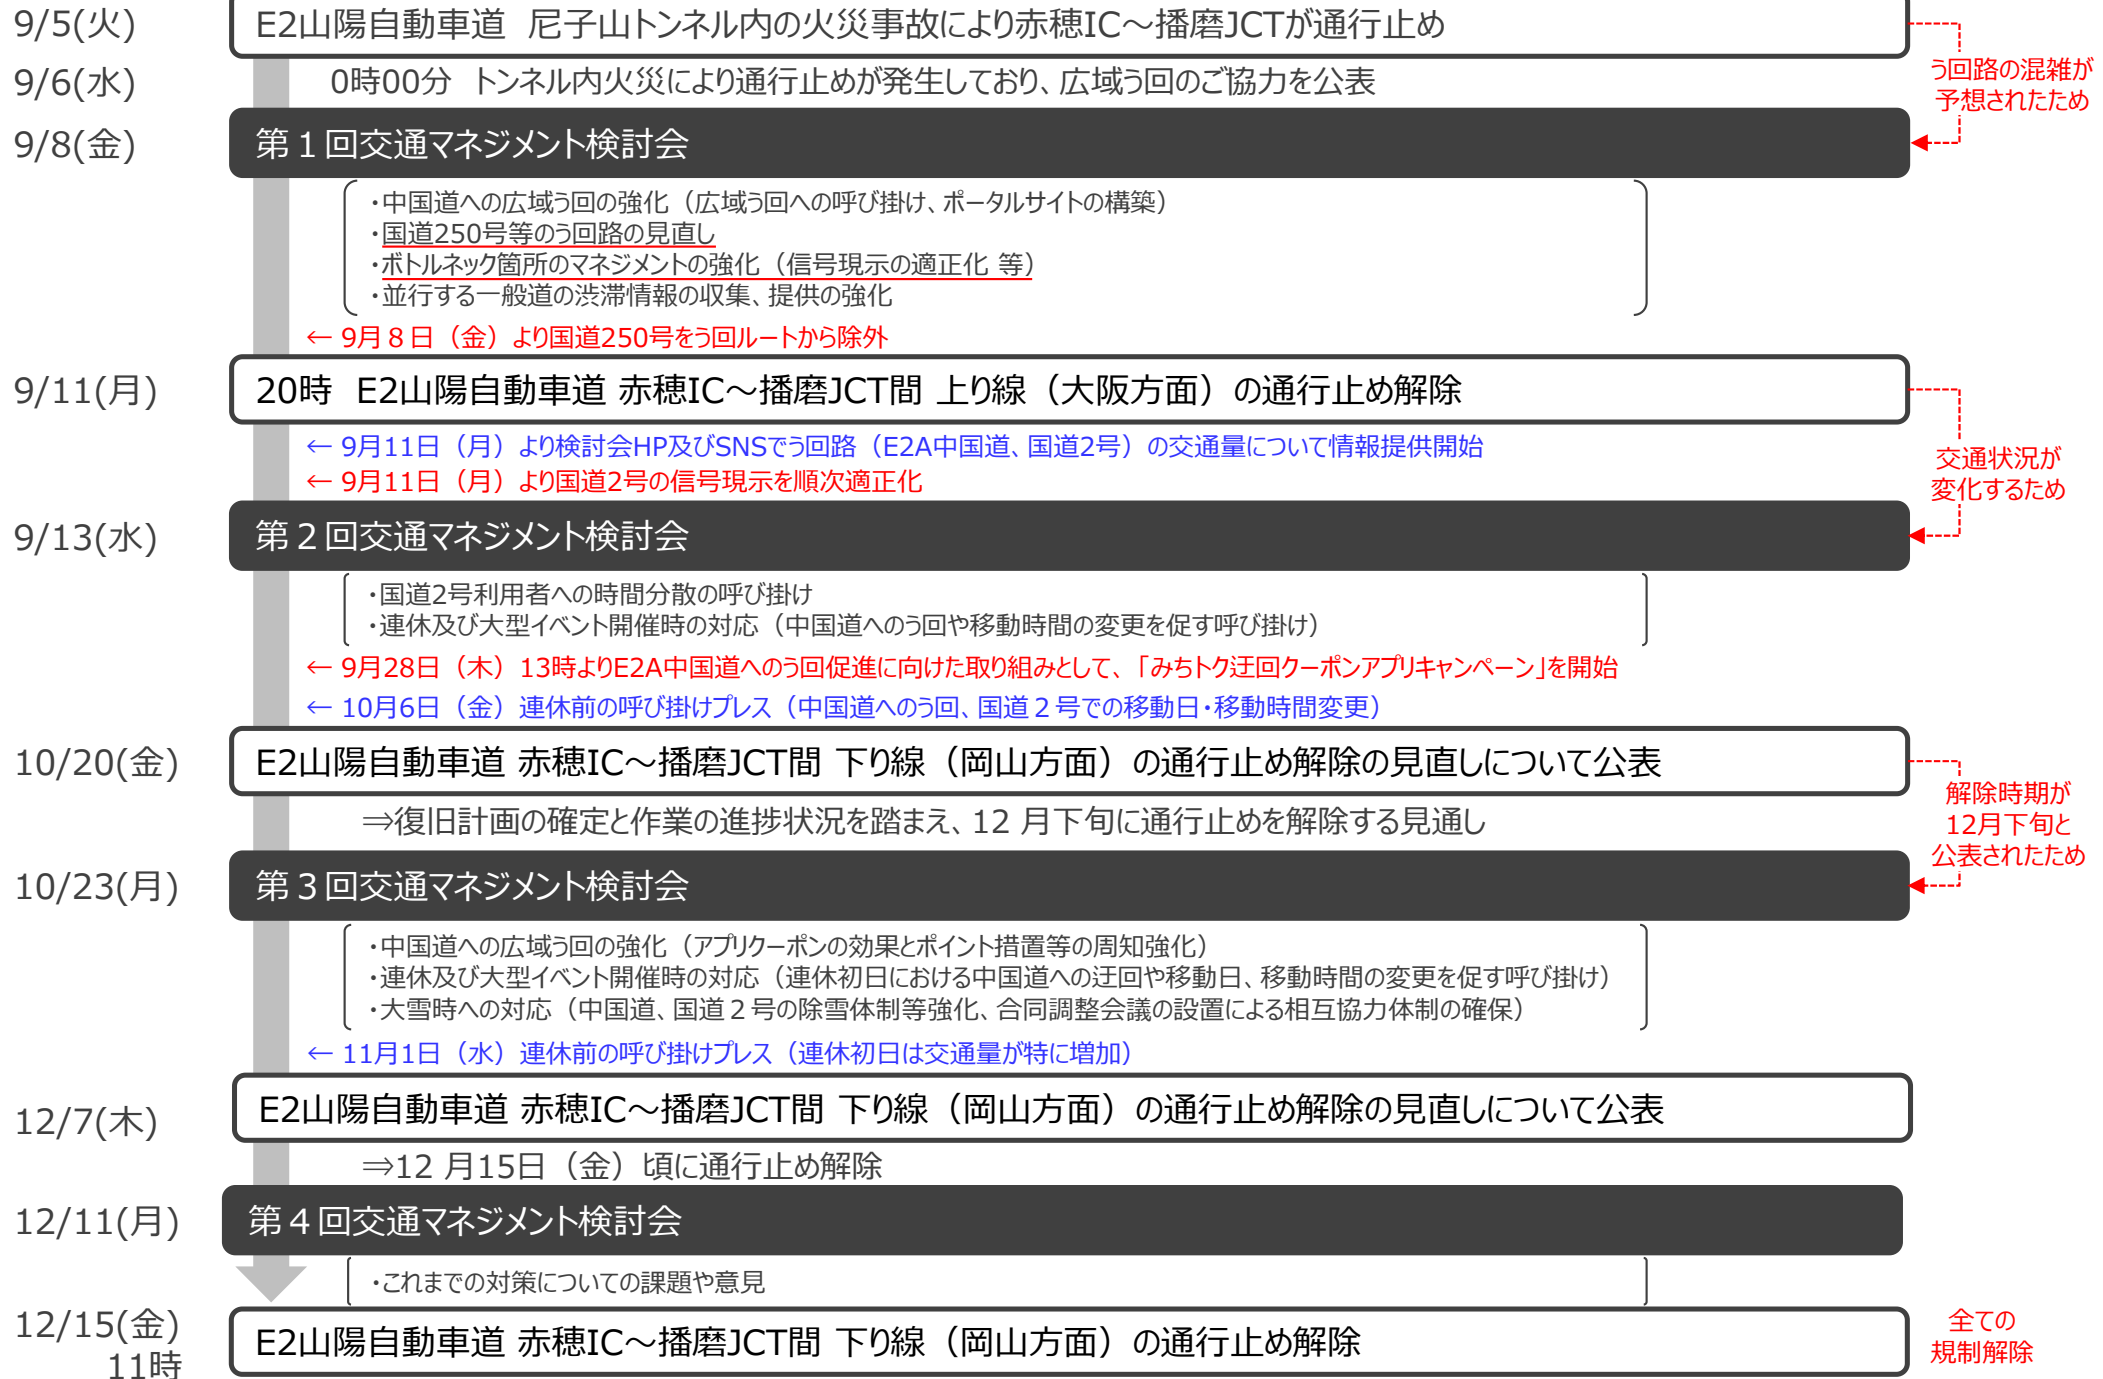 9/5(火)
E2山陽自動車道 尼子山トンネル内の火災事故により赤穂IC～播磨JCTが通行止め
9/6(水)
0時00分 トンネル内火災により通行止めが発生しており、広域う回のご協力を公表
う回路の混雑が
予想されたため
9/8(金)
第１回交通マネジメント検討会
・中国道への広域う回の強化（広域う回への呼び掛け、ポータルサイトの構築）
・国道250号等のう回路の見直し
・ボトルネック箇所のマネジメントの強化（信号現示の適正化 等）
・並行する一般道の渋滞情報の収集、提供の強化
← 9月８日（金）より国道250号をう回ルートから除外
9/11(月)
20時 E2山陽自動車道 赤穂IC～播磨JCT間 上り線（大阪方面）の通行止め解除
← 9月11日（月）より検討会HP及びSNSでう回路（E2A中国道、国道2号）の交通量について情報提供開始
← 9月11日（月）より国道2号の信号現示を順次適正化
交通状況が
変化するため
9/13(水)
第２回交通マネジメント検討会
・国道2号利用者への時間分散の呼び掛け
・連休及び大型イベント開催時の対応（中国道へのう回や移動時間の変更を促す呼び掛け）
← 9月28日（木）13時よりE2A中国道へのう回促進に向けた取り組みとして、「みちトク迂回クーポンアプリキャンペーン」を開始
← 10月6日（金）連休前の呼び掛けプレス（中国道へのう回、国道２号での移動日・移動時間変更）
10/20(金)
E2山陽自動車道 赤穂IC～播磨JCT間 下り線（岡山方面）の通行止め解除の見直しについて公表
⇒復旧計画の確定と作業の進捗状況を踏まえ、12 月下旬に通行止めを解除する見通し
解除時期が
12月下旬と
公表されたため
10/23(月)
第３回交通マネジメント検討会
・中国道への広域う回の強化（アプリクーポンの効果とポイント措置等の周知強化）
・連休及び大型イベント開催時の対応（連休初日における中国道への迂回や移動日、移動時間の変更を促す呼び掛け）
・大雪時への対応（中国道、国道２号の除雪体制等強化、合同調整会議の設置による相互協力体制の確保）
← 11月1日（水）連休前の呼び掛けプレス（連休初日は交通量が特に増加）
12/7(木)
E2山陽自動車道 赤穂IC～播磨JCT間 下り線（岡山方面）の通行止め解除の見直しについて公表
⇒12 月15日（金）頃に通行止め解除
12/11(月)
第４回交通マネジメント検討会
・これまでの対策についての課題や意見
12/15(金)
11時
E2山陽自動車道 赤穂IC～播磨JCT間 下り線（岡山方面）の通行止め解除
全ての
規制解除